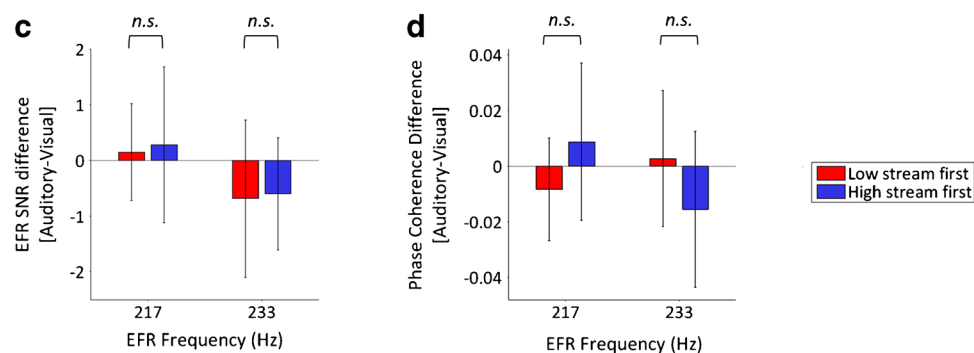 c
n.s.
n.s.
EFR SNR difference
[Auditory-Visual]
2
1
0
-1
-2
217
233
EFR Frequency (Hz)
d
n.s.
n.s.
Phase Coherence Difference
[Auditory-Visual]
0.04
0.02
0
-0.02
-0.04
217
233
EFR Frequency (Hz)
Low stream first
High stream first